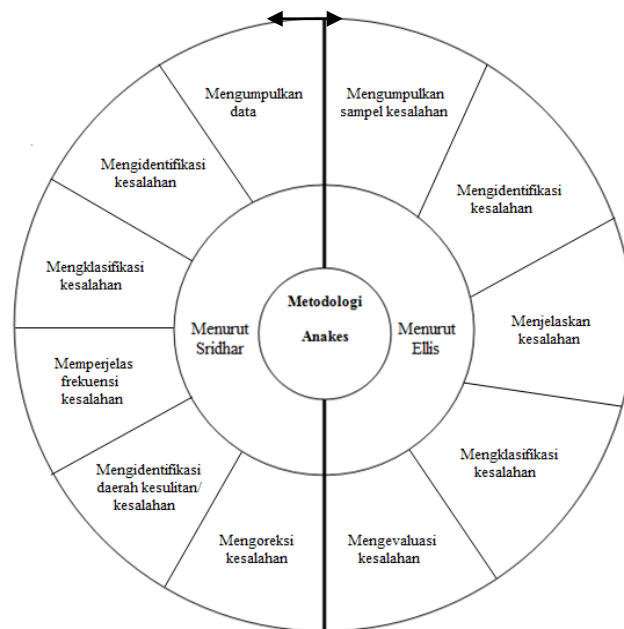 Mengumpulkan
data
Mengidentifikasi
kesalahan
Mengklasifikasi
kesalahan
Memperjelas
frekuensi
kesalahan
Mengidentifikasi
daerah kesulitan/
kesalahan
Mengoreksi
kesalahan
Menurut
Sridhar
Metodologi
Anakes
Menurut
Ellis
Mengumpulkan
sampel kesalahan
Mengidentifikasi
kesalahan
Menjelaskan
kesalahan
Mengklasifikasi
kesalahan
Mengevaluasi
kesalahan